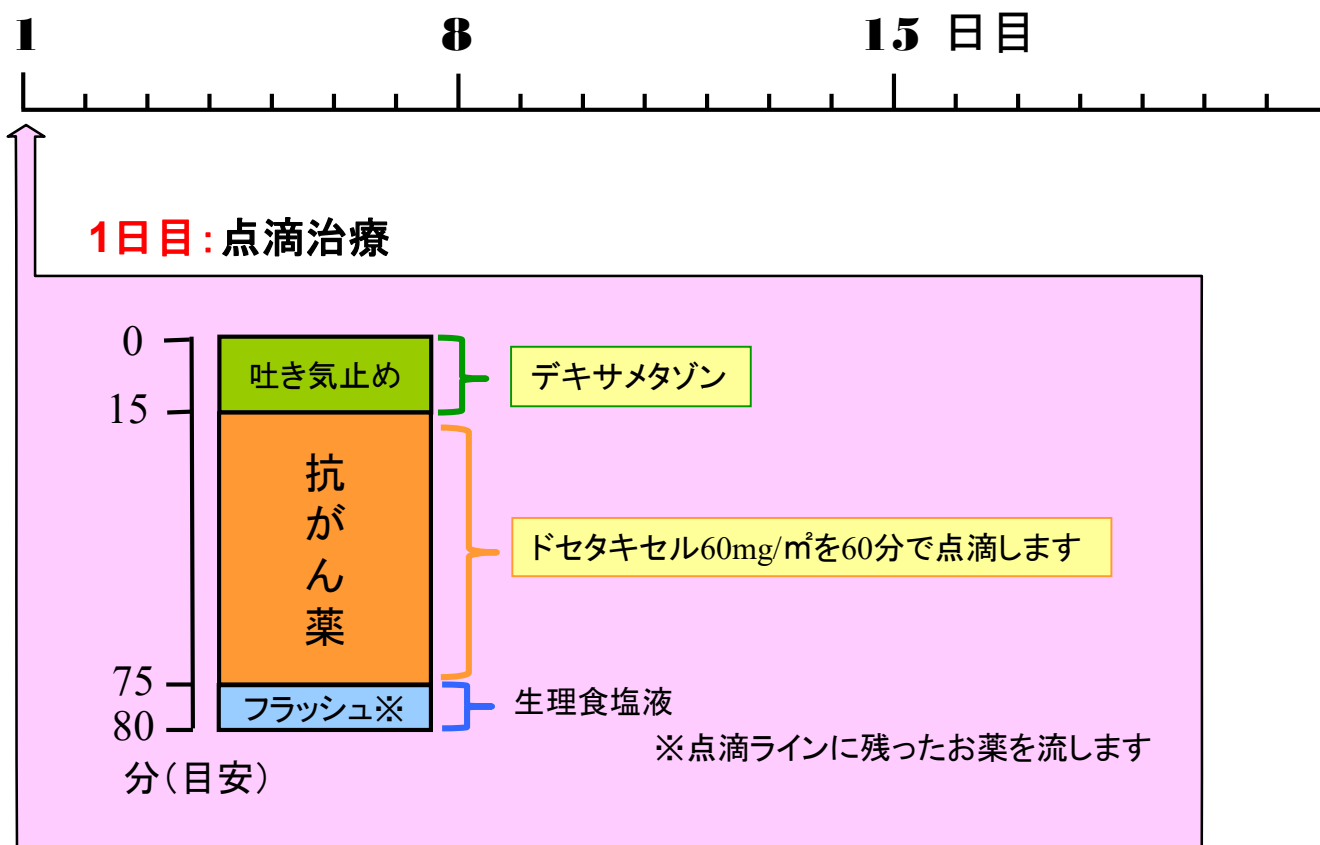 1 8 15 日目
1日目:点滴治療
0
吐き気止め
デキサメタゾン
15
抗がん薬
ドセタキセル60mg/㎡を60分で点滴します
75
フラッシュ※
生理食塩液
80
※点滴ラインに残ったお薬を流します
分(目安)